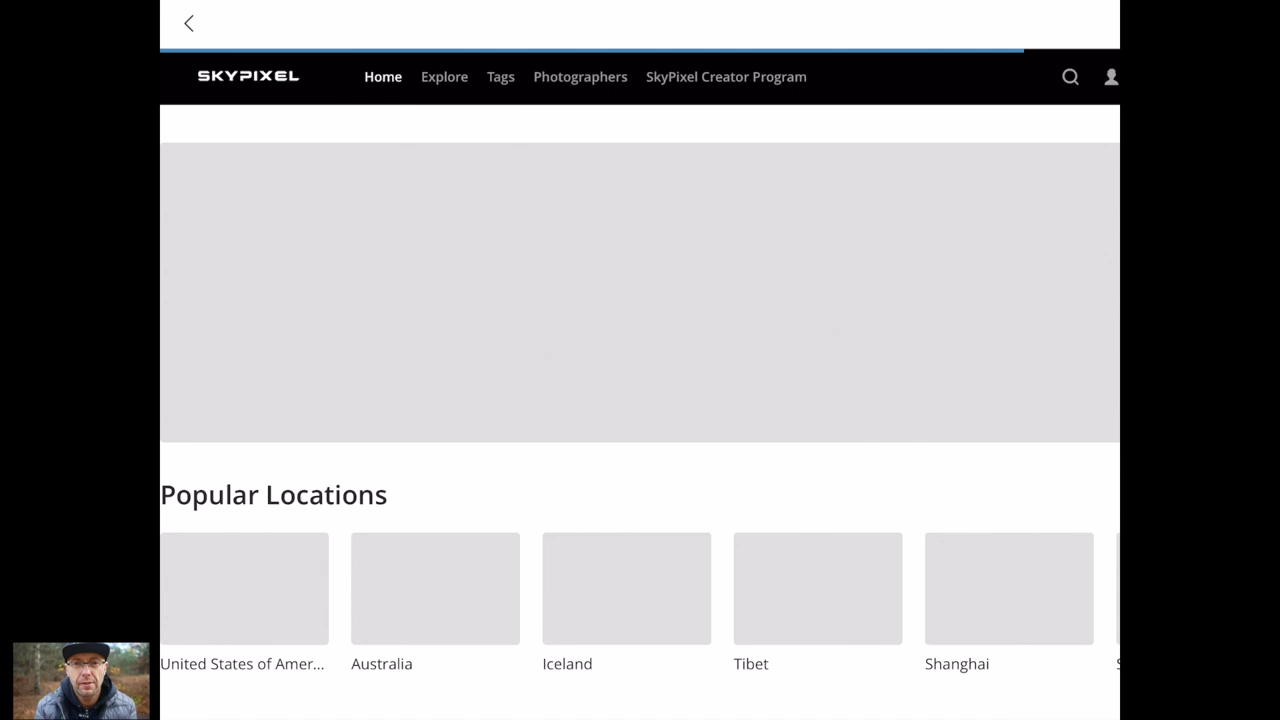 SKYPIXEL Home Explore Tags Photographers SkyPixel Creator Program
Popular Locations
United States of Amer... Australia Iceland Tibet Shanghai